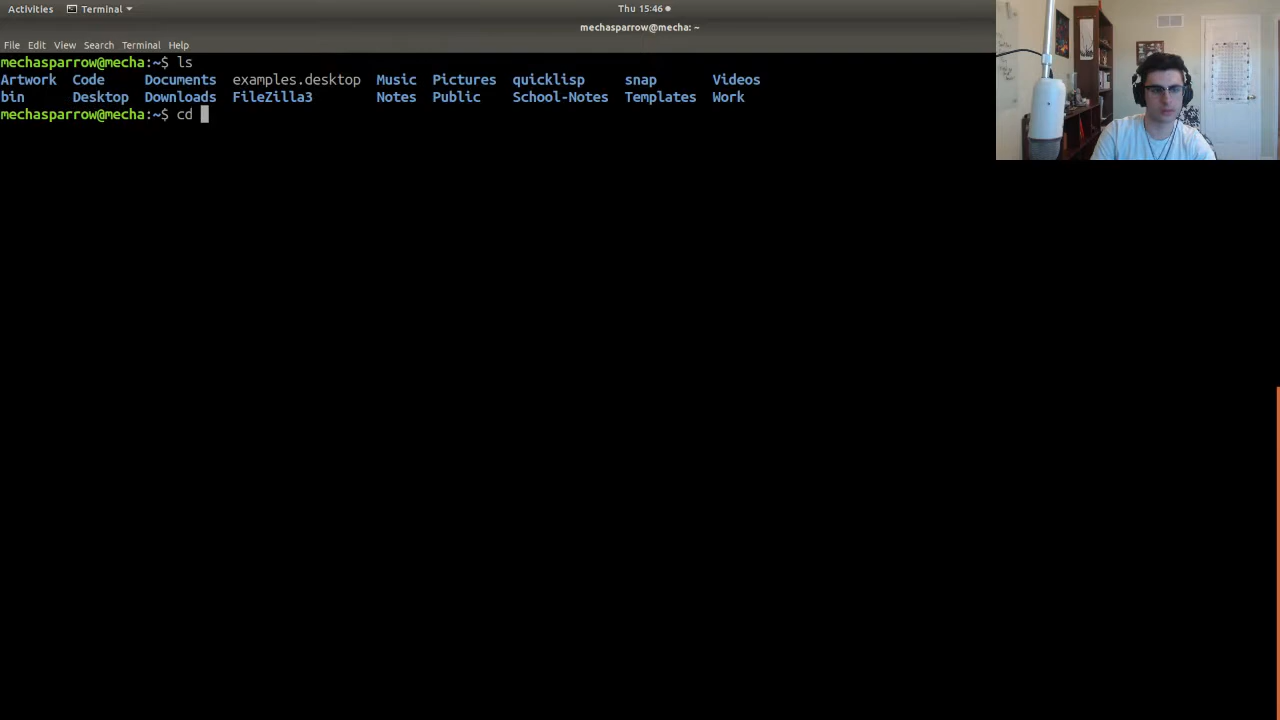 Activities Terminal Thu 15:46
mechasparrow@mecha: ~
File Edit View Search Terminal Help
mechasparrow@mecha:~$ ls
Artwork Code Documents examples.desktop Music Pictures quicklisp snap Videos
bin Desktop Downloads FileZilla3 Notes Public School-Notes Templates Work
mechasparrow@mecha:~$ cd